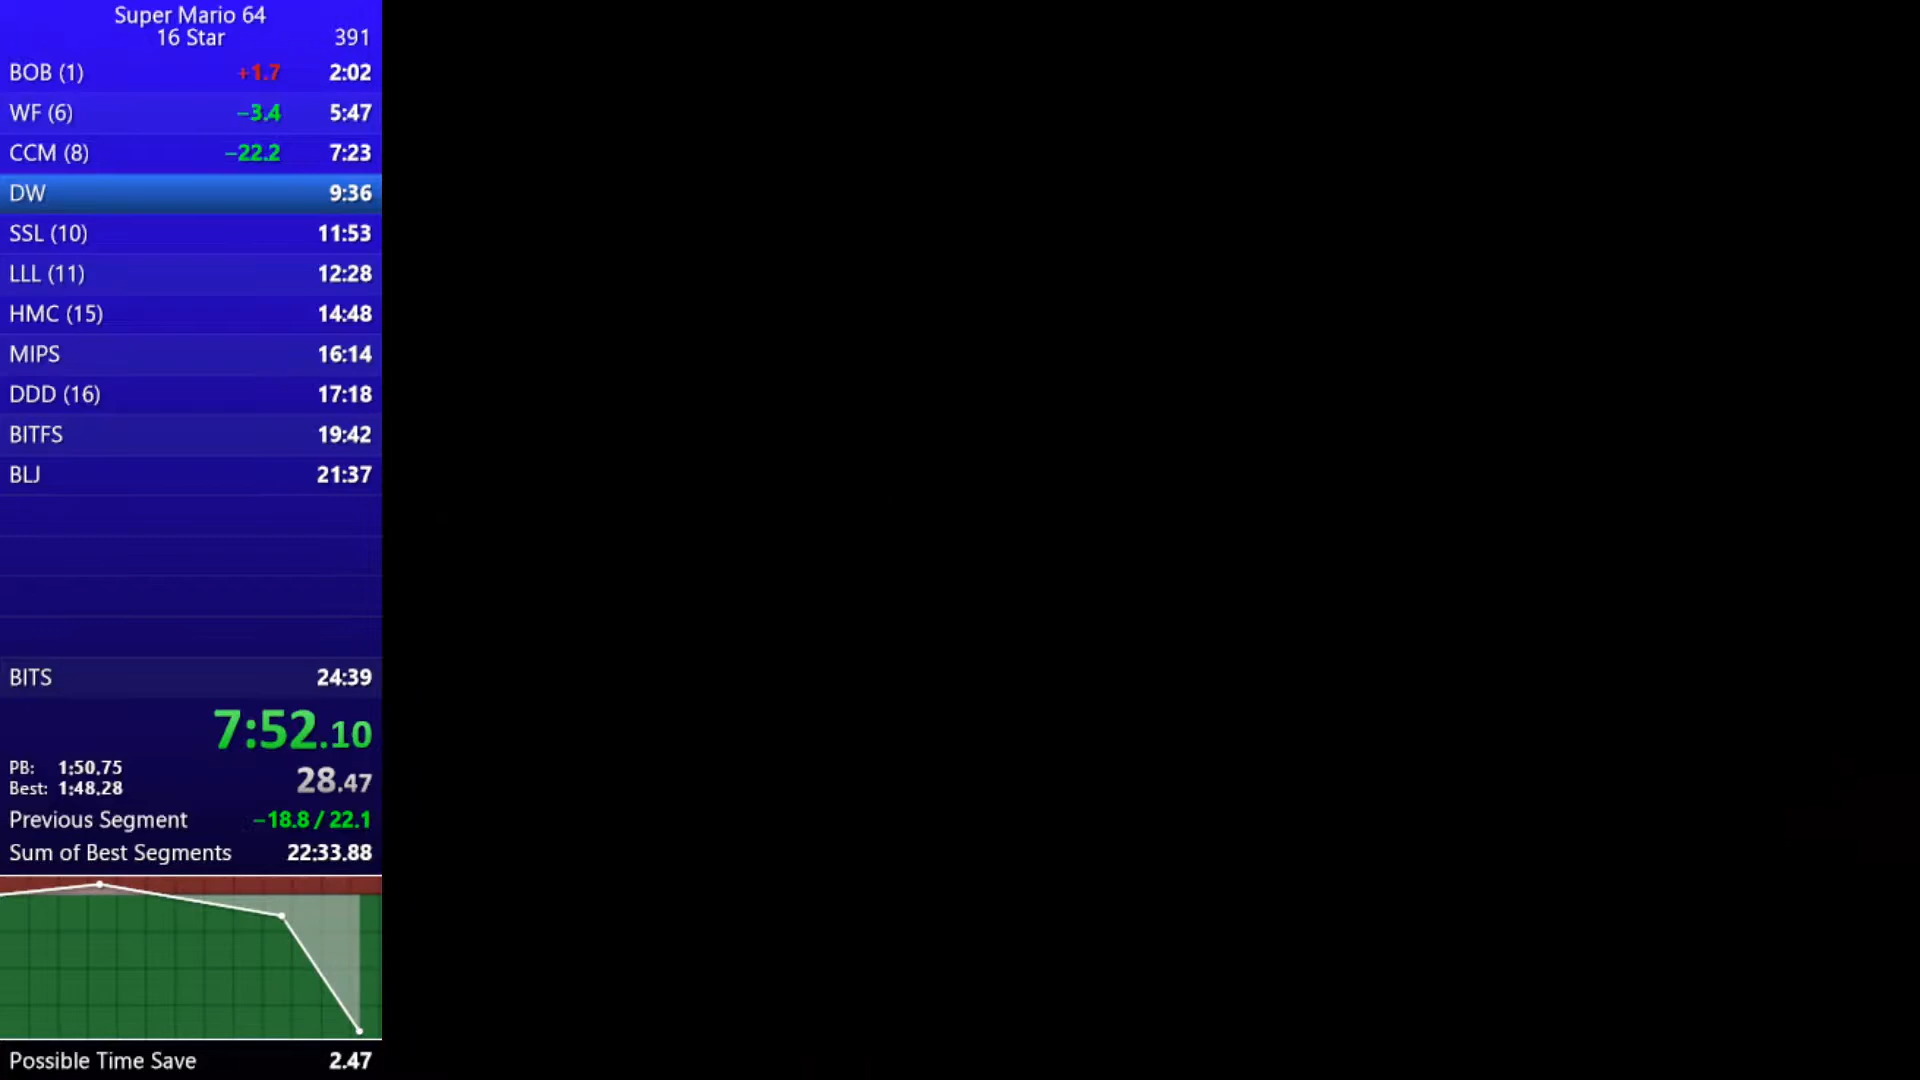 Super Mario 64
16 Star 391
BOB (1) +1.7 2:02
WF (6) −3.4 5:47
CCM (8) −22.2 7:23
DW 9:36
SSL (10) 11:53
LLL (11) 12:28
HMC (15) 14:48
MIPS 16:14
DDD (16) 17:18
BITFS 19:42
BLJ 21:37
BITS 24:39
7:52.10
PB: 1:50.75
Best: 1:48.28
28.47
Previous Segment −18.8 / 22.1
Sum of Best Segments 22:33.88
Possible Time Save 2.47